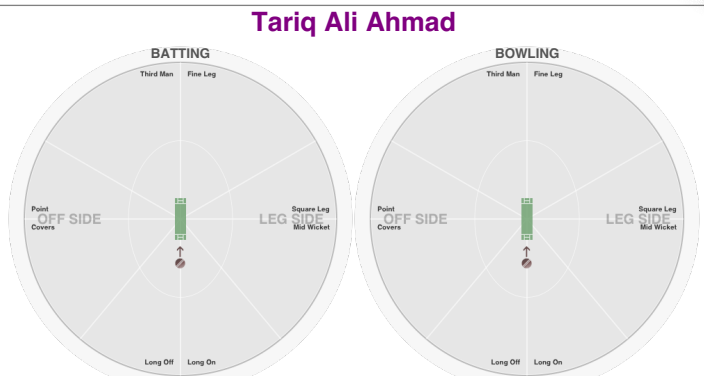 Tariq Ali Ahmad
BATTING
Third Man Fine Leg
Point
OFF SIDE
Covers
Square Leg
LEG SIDE
Mid Wicket
Long Off Long On
BOWLING
Third Man Fine Leg
Point
OFF SIDE
Covers
Square Leg
LEG SIDE
Mid Wicket
Long Off Long On